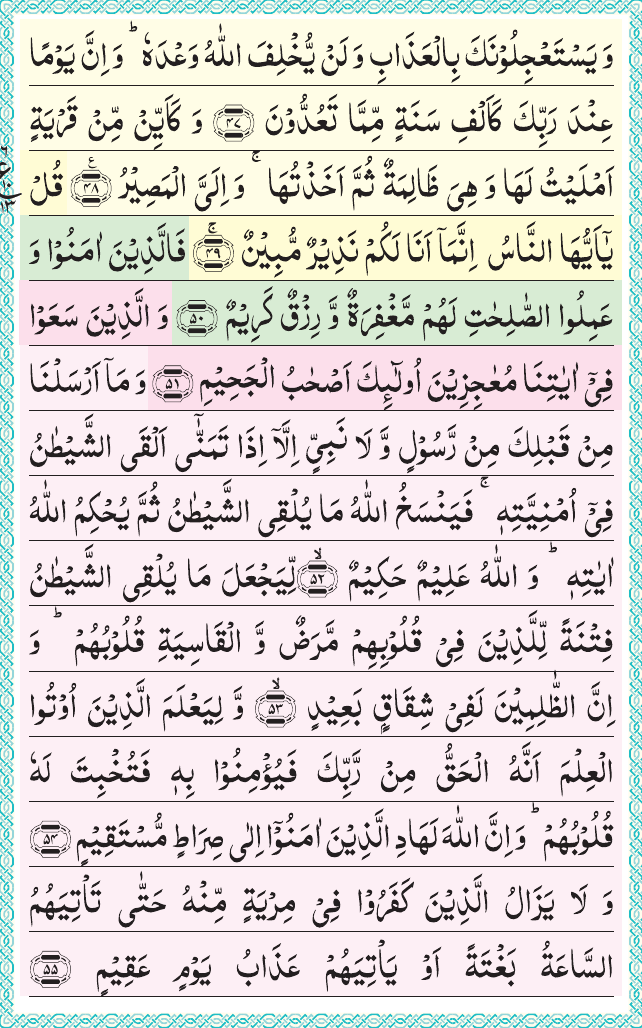 وَ یَسْتَعْجِلُوْنَكَ بِالْعَذَابِ وَ لَنْ یُّخْلِفَ اللّٰهُ وَعْدَهٗ ؕ وَ اِنَّ یَوْمًا
عِنْدَ رَبِّكَ كَاَلْفِ سَنَةٍ مِّمَّا تَعُدُّوْنَ ﴿۴۷﴾ وَ كَاَیِّنْ مِّنْ قَرْیَةٍ
اَمْلَیْتُ لَهَا وَ هِیَ ظَالِمَةٌ ثُمَّ اَخَذْتُهَا ۚ وَ اِلَیَّ الْمَصِیْرُ ﴿۴۸﴾ ع قُلْ
یٰۤاَیُّهَا النَّاسُ اِنَّمَاۤ اَنَا لَكُمْ نَذِیْرٌ مُّبِیْنٌ ۚ﴿۴۹﴾ فَالَّذِیْنَ اٰمَنُوْا وَ
عَمِلُوا الصّٰلِحٰتِ لَهُمْ مَّغْفِرَةٌ وَّ رِزْقٌ كَرِیْمٌ ﴿۵۰﴾ وَ الَّذِیْنَ سَعَوْا
فِیْۤ اٰیٰتِنَا مُعٰجِزِیْنَ اُولٰٓىِٕكَ اَصْحٰبُ الْجَحِیْمِ ﴿۵۱﴾ وَ مَاۤ اَرْسَلْنَا
مِنْ قَبْلِكَ مِنْ رَّسُوْلٍ وَّ لَا نَبِیٍّ اِلَّاۤ اِذَا تَمَنّٰۤی اَلْقَی الشَّیْطٰنُ
فِیْۤ اُمْنِیَّتِهٖ ۚ فَیَنْسَخُ اللّٰهُ مَا یُلْقِی الشَّیْطٰنُ ثُمَّ یُحْكِمُ اللّٰهُ
اٰیٰتِهٖ ؕ وَ اللّٰهُ عَلِیْمٌ حَكِیْمٌ ۙ﴿۵۲﴾ لِّیَجْعَلَ مَا یُلْقِی الشَّیْطٰنُ
فِتْنَةً لِّلَّذِیْنَ فِیْ قُلُوْبِهِمْ مَّرَضٌ وَّ الْقَاسِیَةِ قُلُوْبُهُمْ ؕ وَ
اِنَّ الظّٰلِمِیْنَ لَفِیْ شِقَاقٍۭ بَعِیْدٍ ۙ﴿۵۳﴾ وَّ لِیَعْلَمَ الَّذِیْنَ اُوْتُوا
الْعِلْمَ اَنَّهُ الْحَقُّ مِنْ رَّبِّكَ فَیُؤْمِنُوْا بِهٖ فَتُخْبِتَ لَهٗ
قُلُوْبُهُمْ ؕ وَ اِنَّ اللّٰهَ لَهَادِ الَّذِیْنَ اٰمَنُوْۤا اِلٰی صِرَاطٍ مُّسْتَقِیْمٍ ﴿۵۴﴾
وَ لَا یَزَالُ الَّذِیْنَ كَفَرُوْا فِیْ مِرْیَةٍ مِّنْهُ حَتّٰی تَاْتِیَهُمُ
السَّاعَةُ بَغْتَةً اَوْ یَاْتِیَهُمْ عَذَابُ یَوْمٍ عَقِیْمٍ ﴿۵۵﴾